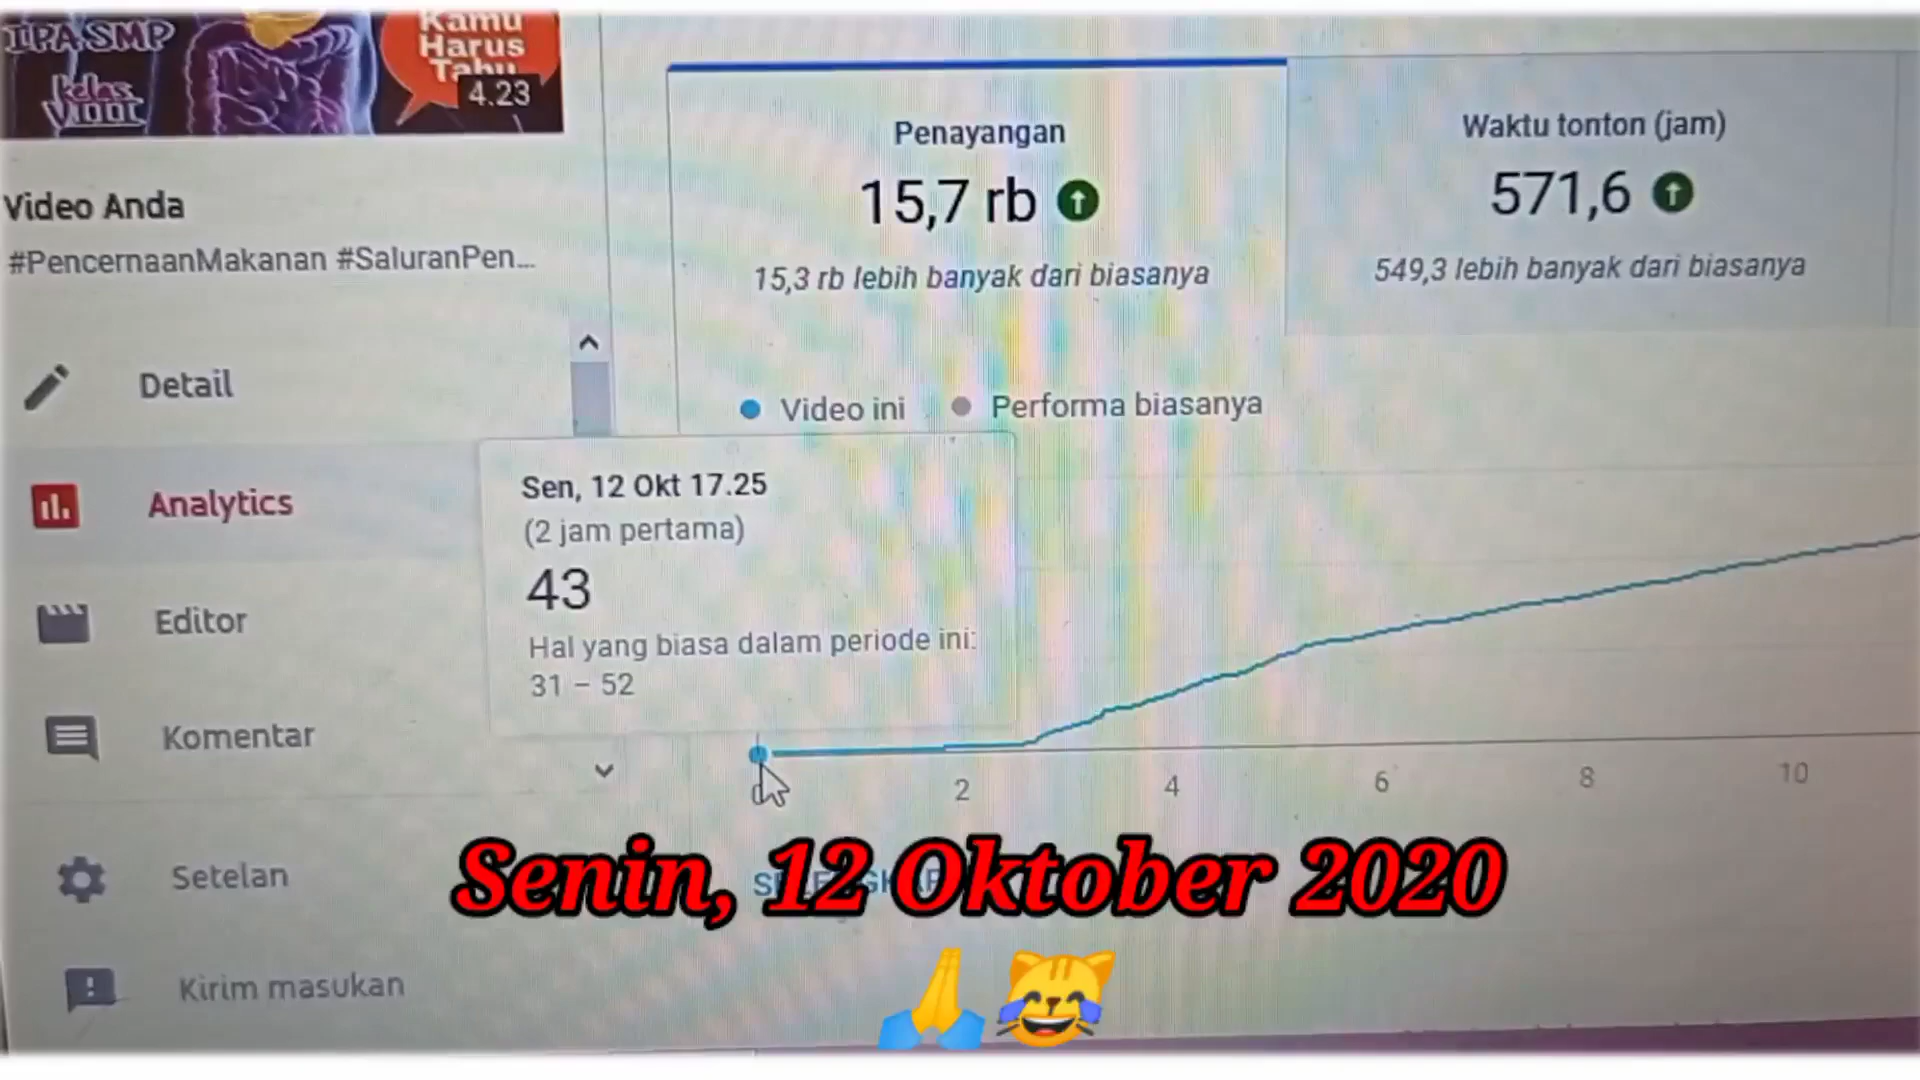 IPA SMP
Kamu
Harus
Tahu
4.23
Penayangan
15,7 rb
15,3 rb lebih banyak dari biasanya
Waktu tonton (jam)
571,6
549,3 lebih banyak dari biasanya
Video Anda
#PencernaanMakanan #SaluranPen...
Detail
Analytics
Editor
Komentar
Setelan
Kirim masukan
Video ini
Performa biasanya
Sen, 12 Okt 17.25
(2 jam pertama)
43
Hal yang biasa dalam periode ini:
31 – 52
2 4 6 8 10
Senin, 12 Oktober 2020